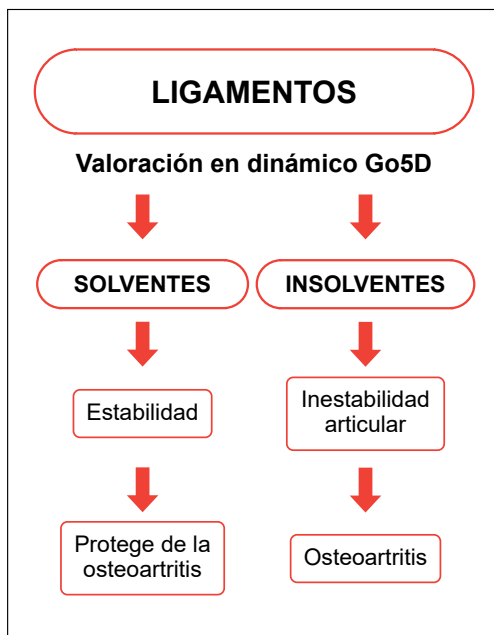 LIGAMENTOS
Valoración en dinámico Go5D
SOLVENTES
INSOLVENTES
Estabilidad
Inestabilidad
articular
Protege de la
osteoartritis
Osteoartritis